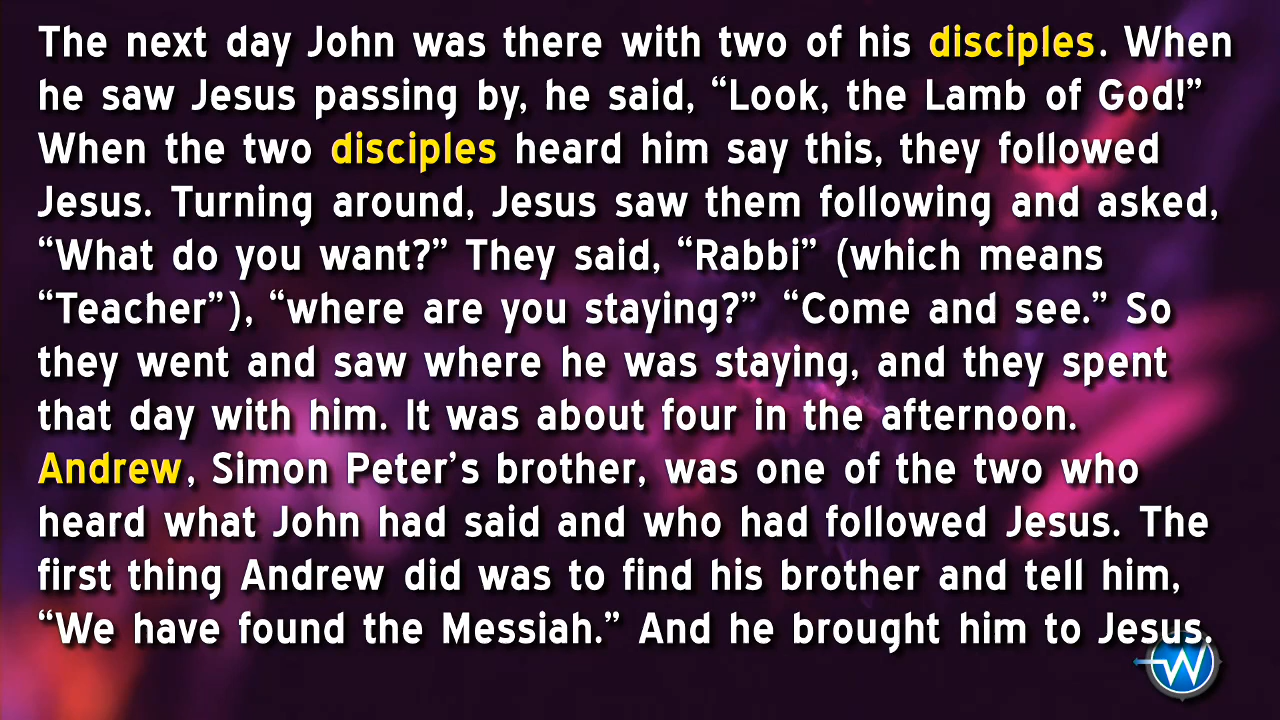 The next day John was there with two of his disciples. When
he saw Jesus passing by, he said, “Look, the Lamb of God!”
When the two disciples heard him say this, they followed
Jesus. Turning around, Jesus saw them following and asked,
“What do you want?” They said, “Rabbi” (which means
“Teacher”), “where are you staying?” “Come and see.” So
they went and saw where he was staying, and they spent
that day with him. It was about four in the afternoon.
Andrew, Simon Peter’s brother, was one of the two who
heard what John had said and who had followed Jesus. The
first thing Andrew did was to find his brother and tell him,
“We have found the Messiah.” And he brought him to Jesus.
W